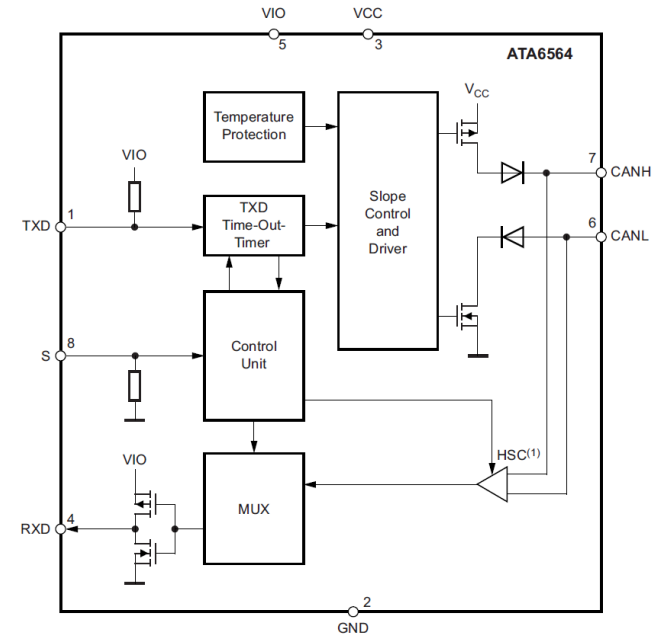 VIO
VCC
5
3
ATA6564
Temperature
Protection
VCC
VIO
7
CANH
1
TXD
TXD
Time-Out-
Timer
Slope
Control
and
Driver
6
CANL
8
S
Control
Unit
HSC(1)
VIO
MUX
4
RXD
2
GND